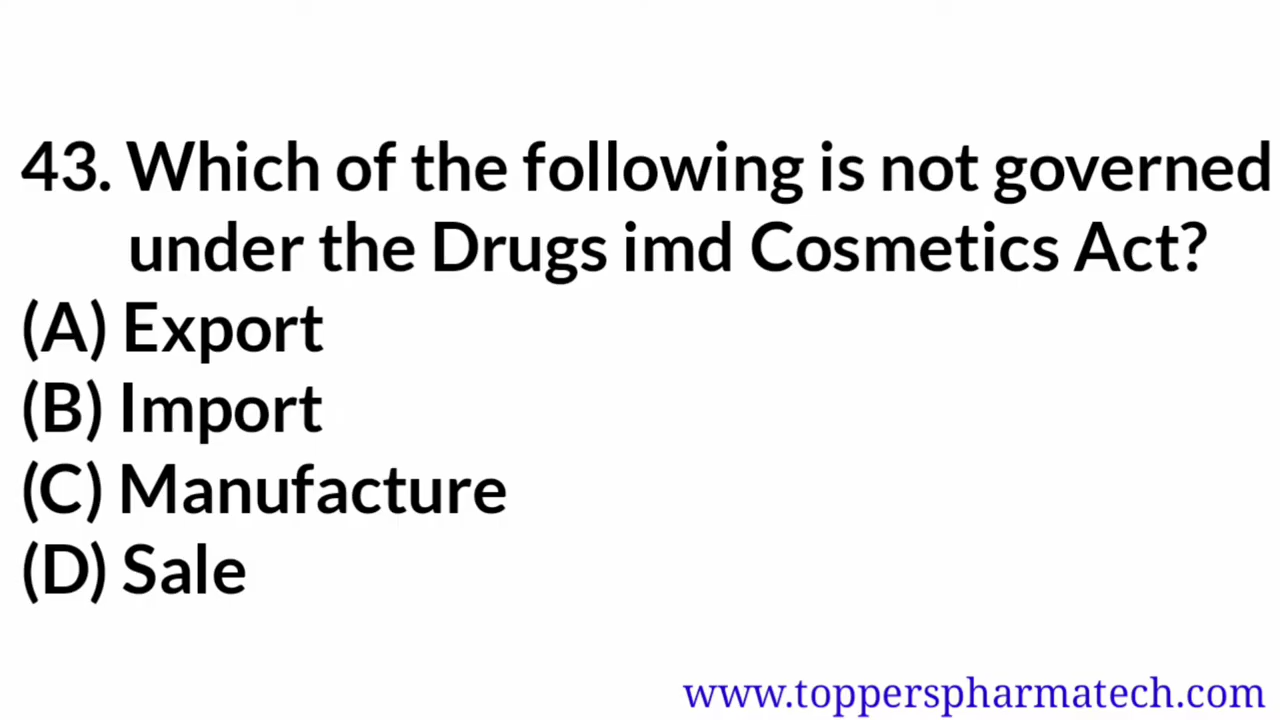 43. Which of the following is not governed
under the Drugs imd Cosmetics Act?
(A) Export
(B) Import
(C) Manufacture
(D) Sale
www.topperspharmatech.com